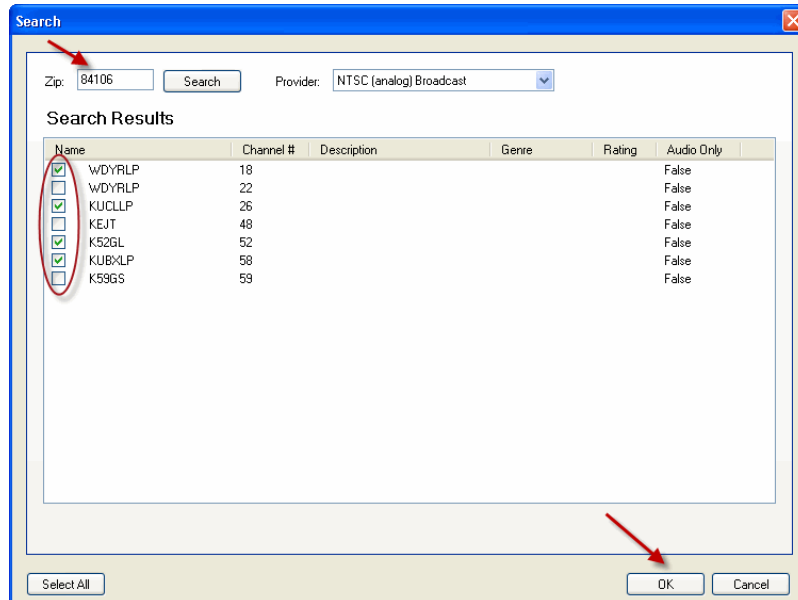 Search
Zip: 84106 Search Provider: NTSC (analog) Broadcast
Search Results
Name Channel # Description Genre Rating Audio Only
WDYRLP 18 False
WDYRLP 22 False
KUCLLP 26 False
KEJT 48 False
K52GL 52 False
KUBXLP 58 False
K59GS 59 False
Select All OK Cancel